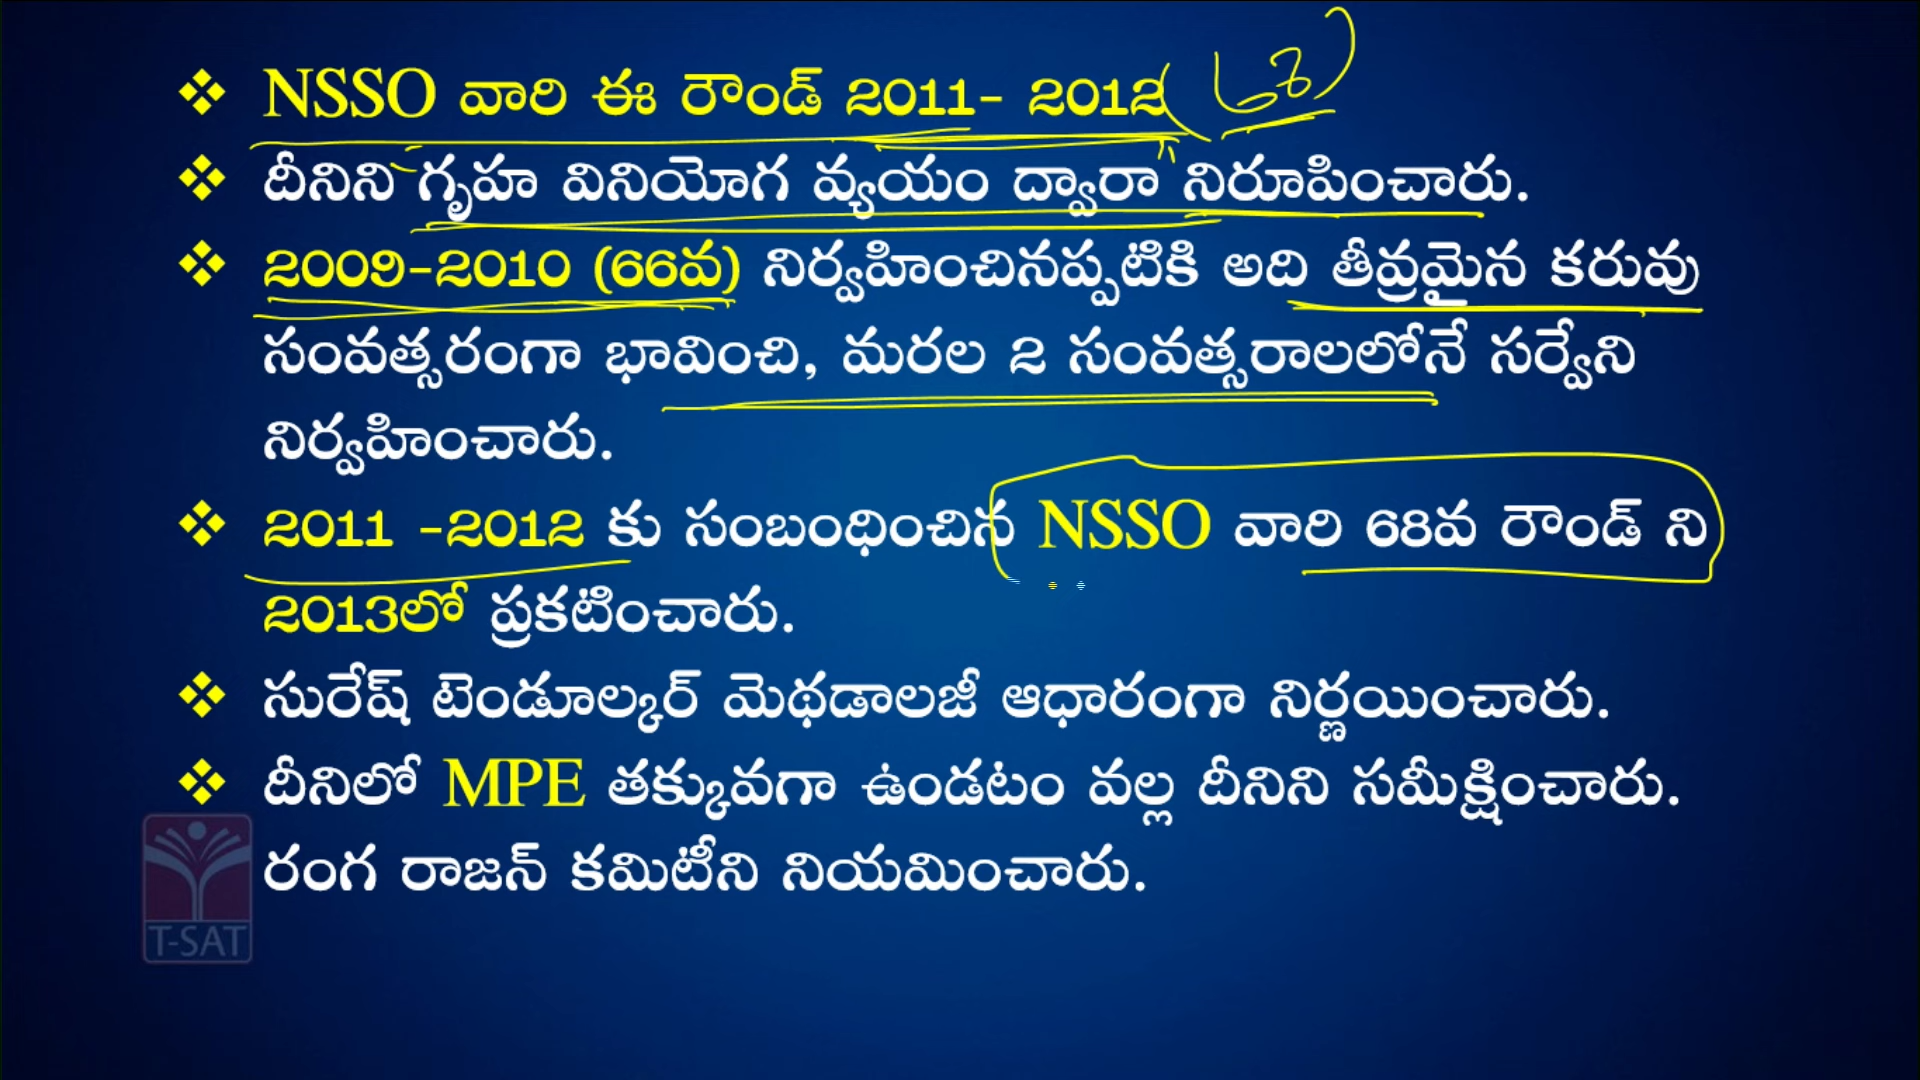 ❖ NSSO వారి ఈ రౌండ్ 2011- 2012 (68)
❖ దీనిని గృహ వినియోగ వ్యయం ద్వారా నిరూపించారు.
❖ 2009-2010 (66వ) నిర్వహించినప్పటికి అది తీవ్రమైన కరువు
సంవత్సరంగా భావించి, మరల 2 సంవత్సరాలలోనే సర్వేని
నిర్వహించారు.
❖ 2011 -2012 కు సంబంధించిన NSSO వారి 68వ రౌండ్ ని
2013లో ప్రకటించారు.
❖ సురేష్ టెండూల్కర్ మెథడాలజీ ఆధారంగా నిర్ణయించారు.
❖ దీనిలో MPE తక్కువగా ఉండటం వల్ల దీనిని సమీక్షించారు.
రంగ రాజన్ కమిటీని నియమించారు.
T-SAT